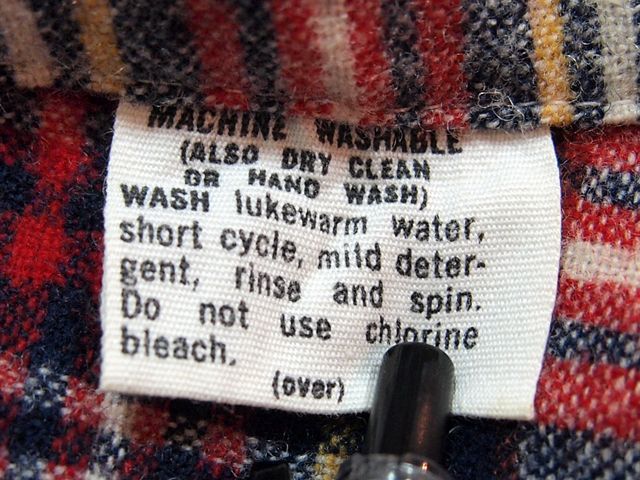 MACHINE WASHABLE
(ALSO DRY CLEAN
OR HAND WASH)
WASH lukewarm water,
short cycle, mild deter-
gent, rinse and spin.
Do not use chlorine
bleach.
(over)